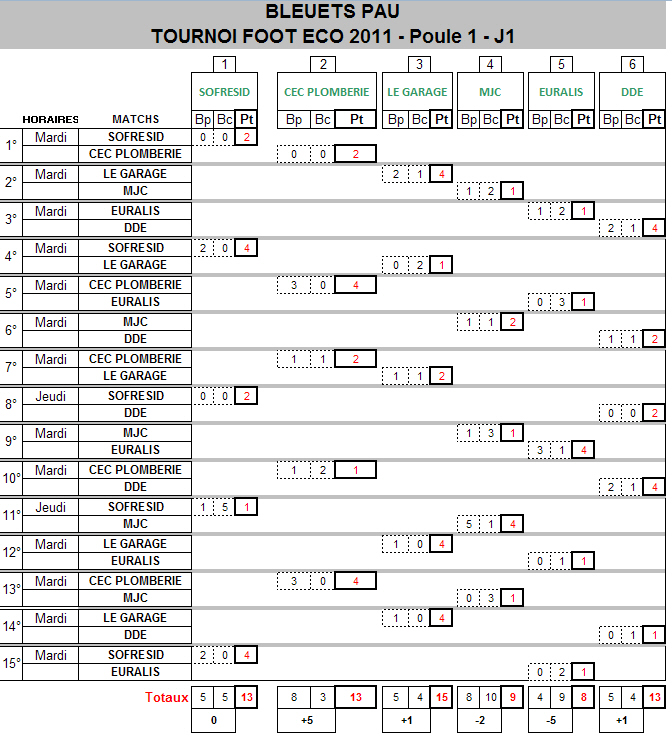 BLEUETS PAU
TOURNOI FOOT ECO 2011 - Poule 1 - J1
1 2 3 4 5 6
SOFRESID CEC PLOMBERIE LE GARAGE MJC EURALIS DDE
HORAIRES MATCHS Bp Bc Pt Bp Bc Pt Bp Bc Pt Bp Bc Pt Bp Bc Pt Bp Bc Pt
1° Mardi SOFRESID 0 0 2
CEC PLOMBERIE 0 0 2
2° Mardi LE GARAGE 2 1 4
MJC 1 2 1
3° Mardi EURALIS 1 2 1
DDE 2 1 4
4° Mardi SOFRESID 2 0 4
LE GARAGE 0 2 1
5° Mardi CEC PLOMBERIE 3 0 4
EURALIS 0 3 1
6° Mardi MJC 1 1 2
DDE 1 1 2
7° Mardi CEC PLOMBERIE 1 1 2
LE GARAGE 1 1 2
8° Jeudi SOFRESID 0 0 2
DDE 0 0 2
9° Mardi MJC 1 3 1
EURALIS 3 1 4
10° Mardi CEC PLOMBERIE 1 2 1
DDE 2 1 4
11° Jeudi SOFRESID 1 5 1
MJC 5 1 4
12° Mardi LE GARAGE 1 0 4
EURALIS 0 1 1
13° Mardi CEC PLOMBERIE 3 0 4
MJC 0 3 1
14° Mardi LE GARAGE 1 0 4
DDE 0 1 1
15° Mardi SOFRESID 2 0 4
EURALIS 0 2 1
Totaux 5 5 13 8 3 13 5 4 15 8 10 9 4 9 8 5 4 13
0 +5 +1 -2 -5 +1